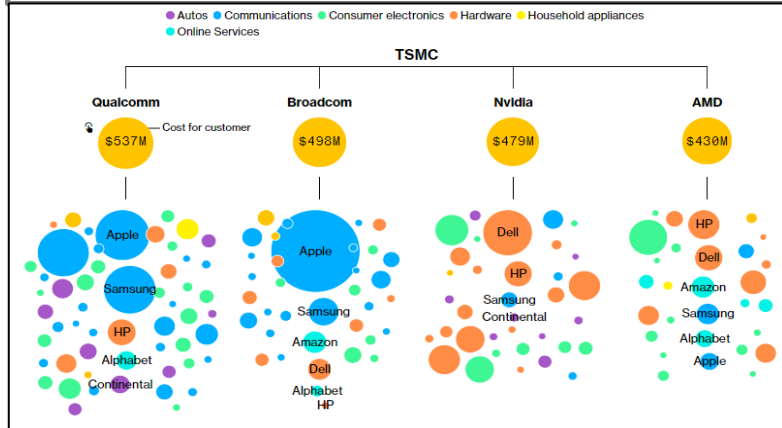 Autos Communications Consumer electronics Hardware Household appliances
Online Services
TSMC
Qualcomm Broadcom Nvidia AMD
$537M Cost for customer $498M $479M $430M
Apple
Samsung
HP
Alphabet
Continental
Apple
Samsung
Amazon
Dell
Alphabet
HP
Dell
HP
Samsung
Continental
HP
Dell
Amazon
Samsung
Alphabet
Apple